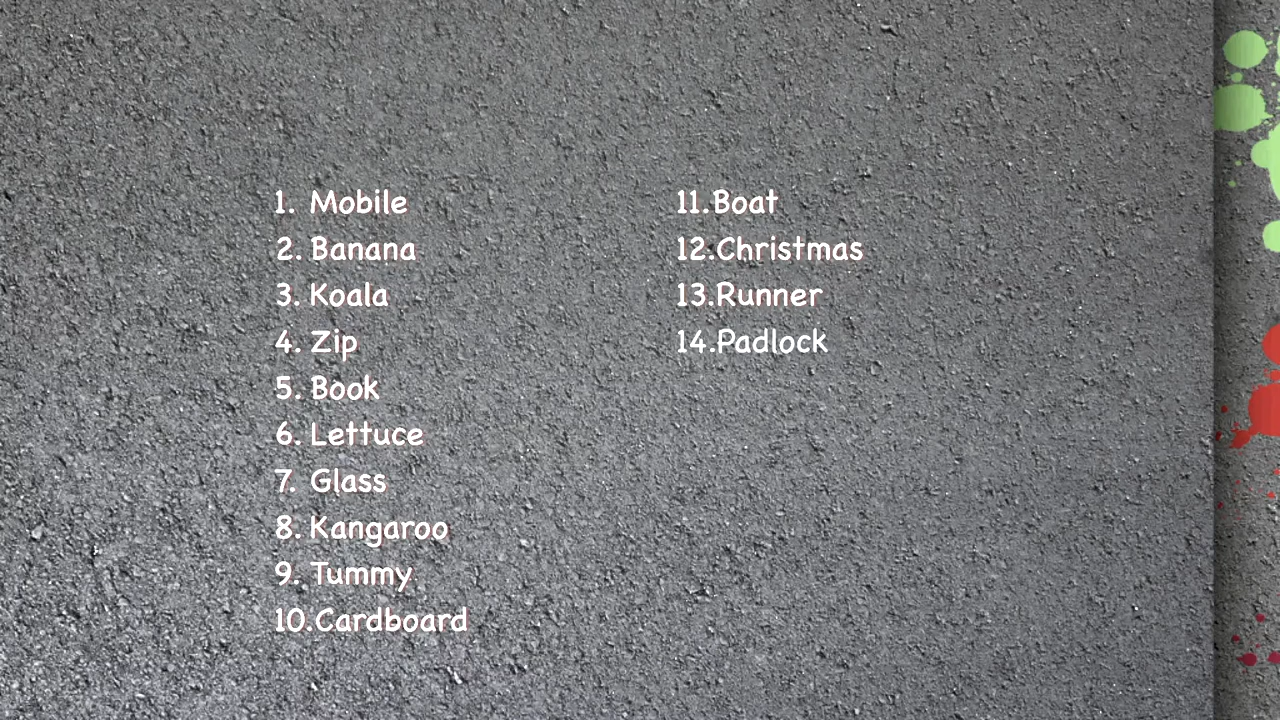 1. Mobile
2. Banana
3. Koala
4. Zip
5. Book
6. Lettuce
7. Glass
8. Kangaroo
9. Tummy
10.Cardboard
11.Boat
12.Christmas
13.Runner
14.Padlock